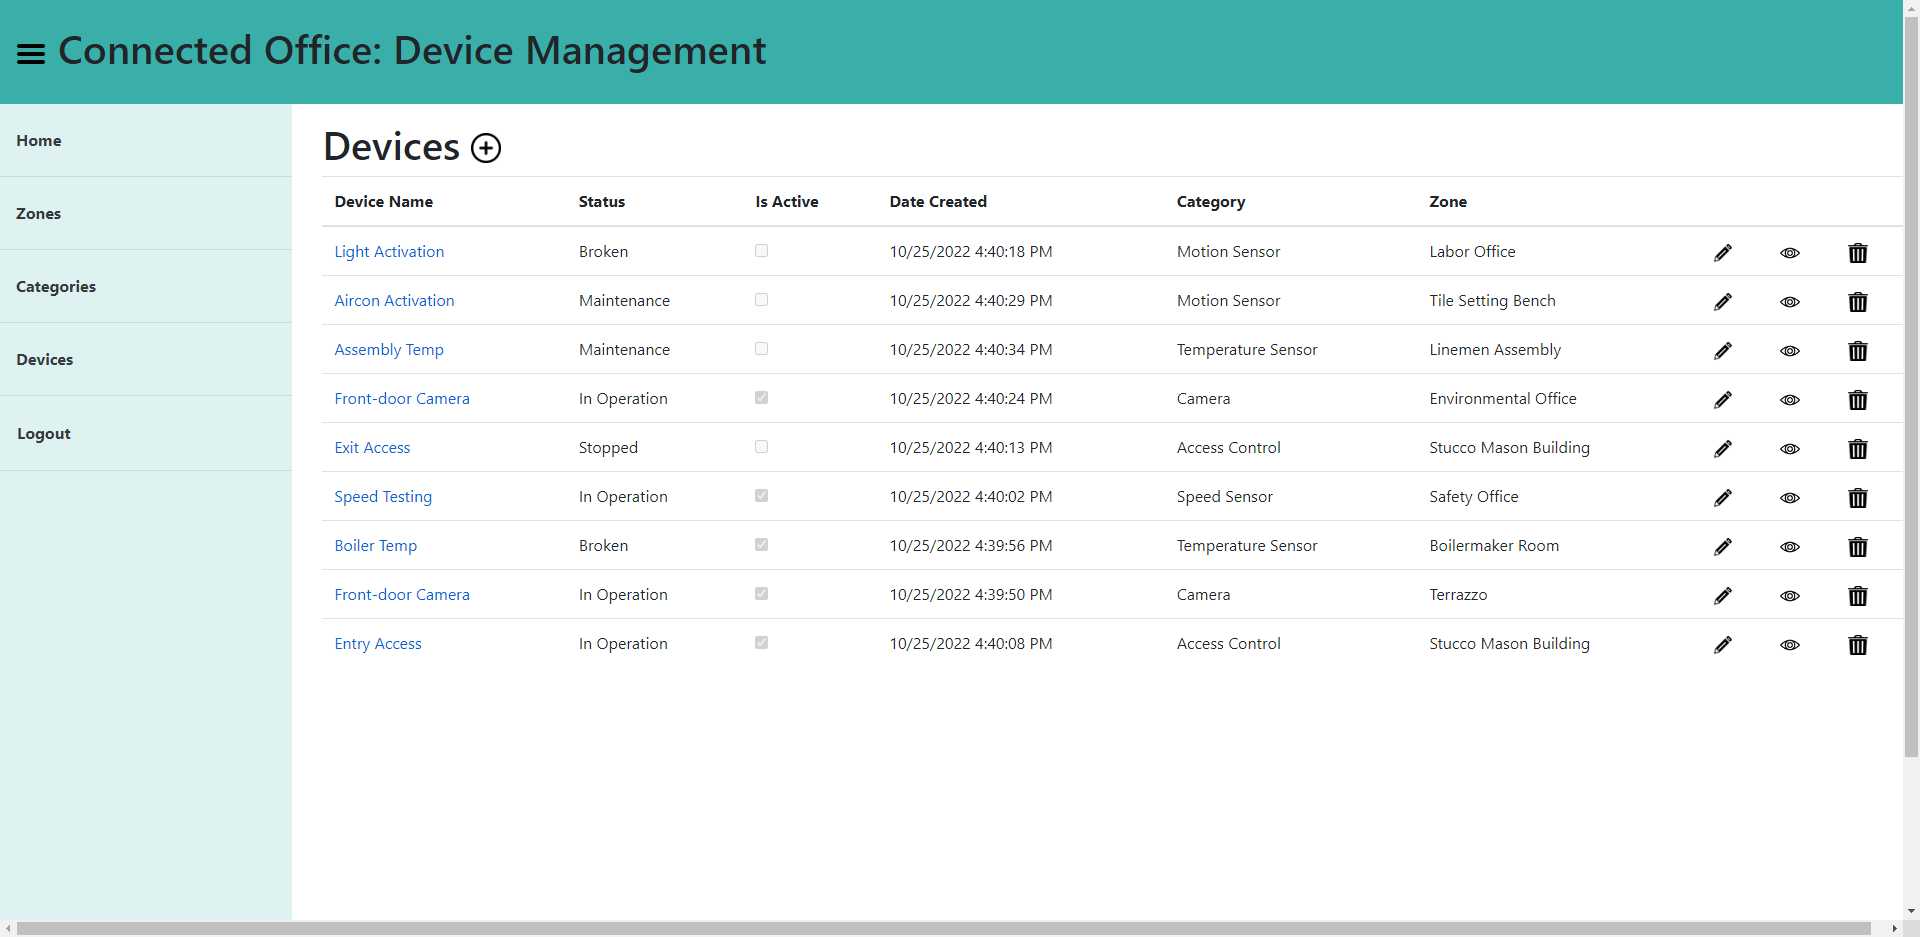 Connected Office: Device Management
Home
Zones
Categories
Devices
Logout
Devices
Device Name Status Is Active Date Created Category Zone
Light Activation Broken 10/25/2022 4:40:18 PM Motion Sensor Labor Office
Aircon Activation Maintenance 10/25/2022 4:40:29 PM Motion Sensor Tile Setting Bench
Assembly Temp Maintenance 10/25/2022 4:40:34 PM Temperature Sensor Linemen Assembly
Front-door Camera In Operation 10/25/2022 4:40:24 PM Camera Environmental Office
Exit Access Stopped 10/25/2022 4:40:13 PM Access Control Stucco Mason Building
Speed Testing In Operation 10/25/2022 4:40:02 PM Speed Sensor Safety Office
Boiler Temp Broken 10/25/2022 4:39:56 PM Temperature Sensor Boilermaker Room
Front-door Camera In Operation 10/25/2022 4:39:50 PM Camera Terrazzo
Entry Access In Operation 10/25/2022 4:40:08 PM Access Control Stucco Mason Building